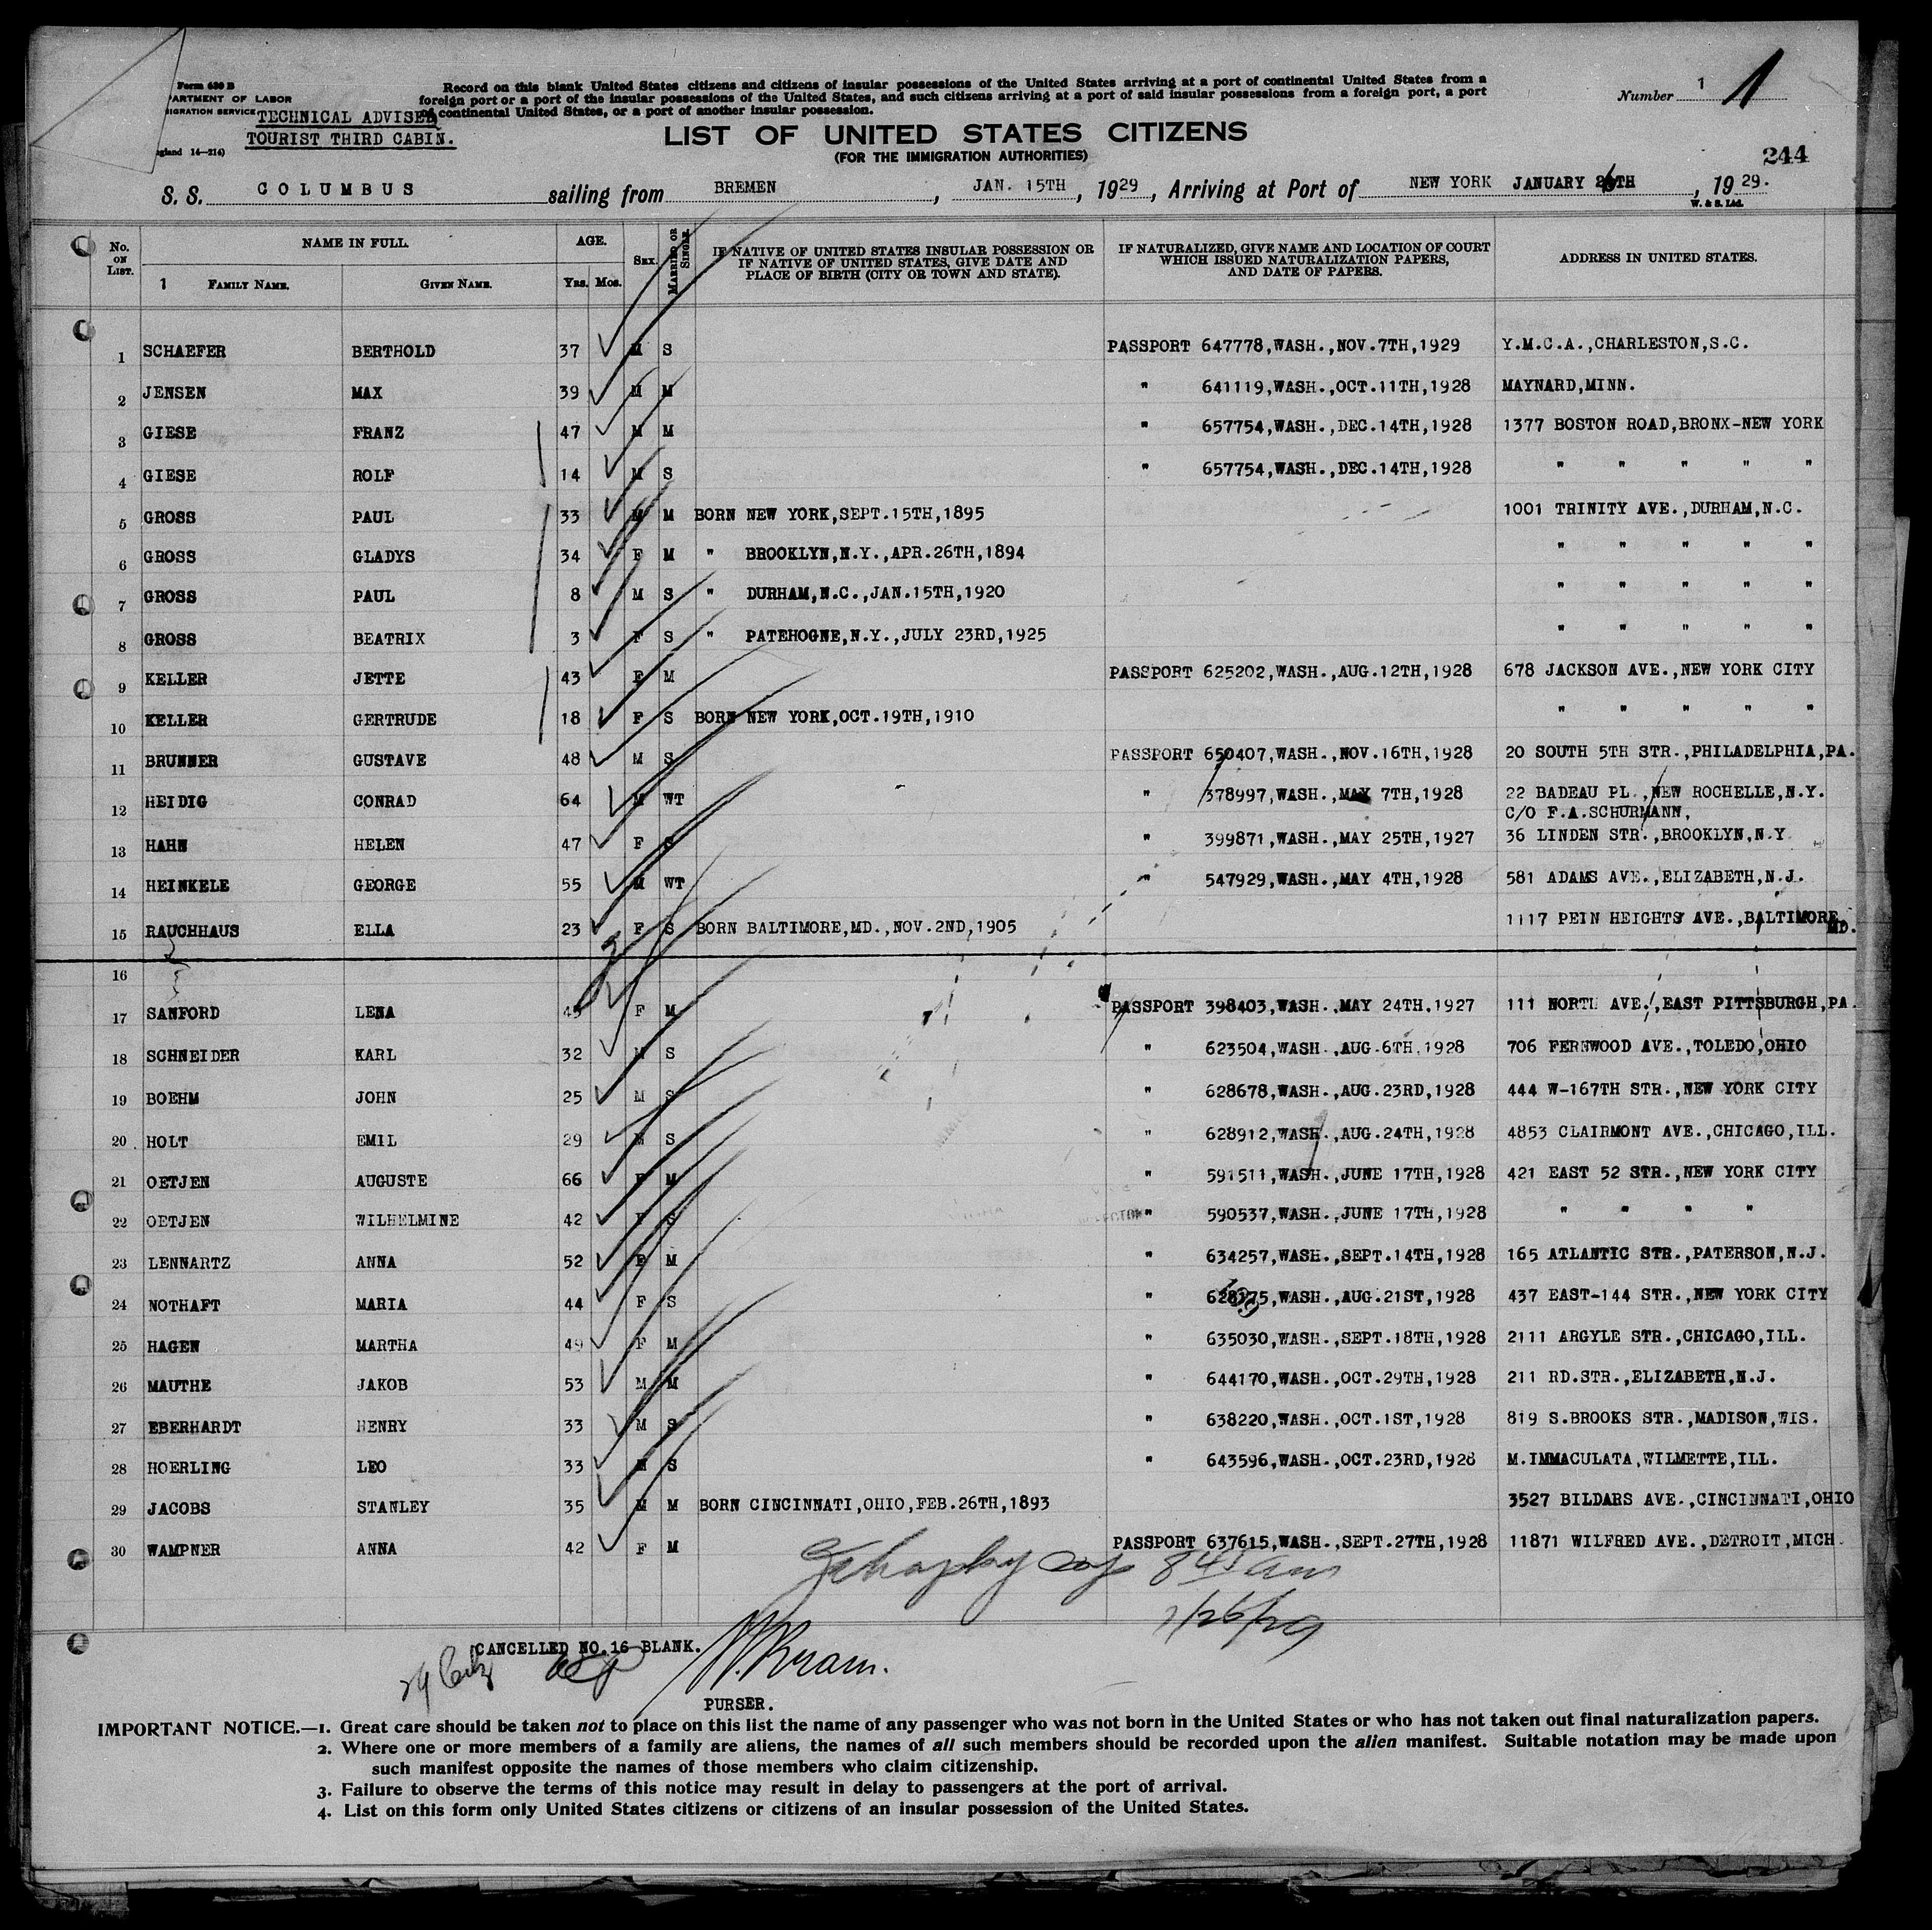 Form 630 B
PARTMENT OF LABOR
MIGRATION SERVICE
TECHNICAL ADVISER
TOURIST THIRD CABIN.
gland 14—214)
Record on this blank United States citizens and citizens of insular possessions of the United States arriving at a port of continental United States from a
foreign port or a port of the insular possessions of the United States, and such citizens arriving at a port of said insular possessions from a foreign port, a port
of continental United States, or a port of another insular possession.
Number 1 1
LIST OF UNITED STATES CITIZENS
(FOR THE IMMIGRATION AUTHORITIES)
244
S. S. COLUMBUS sailing from BREMEN, JAN. 15TH, 1929, Arriving at Port of NEW YORK JANUARY 26TH, 1929.
W. & S. Ltd.
No. ON LIST. NAME IN FULL. AGE. SEX. MARRIED OR SINGLE. IF NATIVE OF UNITED STATES INSULAR POSSESSION OR IF NATIVE OF UNITED STATES, GIVE DATE AND PLACE OF BIRTH (CITY OR TOWN AND STATE). IF NATURALIZED, GIVE NAME AND LOCATION OF COURT WHICH ISSUED NATURALIZATION PAPERS, AND DATE OF PAPERS. ADDRESS IN UNITED STATES.
1 FAMILY NAME. GIVEN NAME. Yrs. Mos.
1 SCHAEFER BERTHOLD 37 M S PASSPORT 647778,WASH.,NOV.7TH,1929 Y.M.C.A.,CHARLESTON,S.C.
2 JENSEN MAX 39 M M " 641119,WASH.,OCT.11TH,1928 MAYNARD,MINN.
3 GIESE FRANZ 47 M M " 657754,WASH.,DEC.14TH,1928 1377 BOSTON ROAD,BRONX-NEW YORK
4 GIESE ROLF 14 M S " 657754,WASH.,DEC.14TH,1928 " " " " "
5 GROSS PAUL 33 M M BORN NEW YORK,SEPT.15TH,1895 1001 TRINITY AVE.,DURHAM,N.C.
6 GROSS GLADYS 34 F M " BROOKLYN,N.Y.,APR.26TH,1894 " " " " "
7 GROSS PAUL 8 M S " DURHAM,N.C.,JAN.15TH,1920 " " " " "
8 GROSS BEATRIX 3 F S " PATEHOGNE,N.Y.,JULY 23RD,1925 " " " " "
9 KELLER JETTE 43 F M PASSPORT 625202,WASH.,AUG.12TH,1928 678 JACKSON AVE.,NEW YORK CITY
10 KELLER GERTRUDE 18 F S BORN NEW YORK,OCT.19TH,1910 " " " " "
11 BRUNNER GUSTAVE 48 M S PASSPORT 650407,WASH.,NOV.16TH,1928 20 SOUTH 5TH STR.,PHILADELPHIA,PA.
12 HEIDIG CONRAD 64 M WT " 378997,WASH.,MAY 7TH,1928 22 BADEAU PL.,NEW ROCHELLE,N.Y.
C/O F.A.SCHURMANN,
13 HAHN HELEN 47 F S " 399871,WASH.,MAY 25TH,1927 36 LINDEN STR.,BROOKLYN,N.Y
14 HEINKELE GEORGE 55 M WT " 547929,WASH.,MAY 4TH,1928 581 ADAMS AVE.,ELIZABETH,N.J.
15 RAUCHHAUS ELLA 23 F S BORN BALTIMORE,MD.,NOV.2ND,1905 1117 PEIN HEIGHTS AVE.,BALTIMORE, MD.
16
17 SANFORD LENA F M PASSPORT 398403,WASH.,MAY 24TH,1927 111 NORTH AVE.,EAST PITTSBURGH,PA.
18 SCHNEIDER KARL 32 M S " 623504,WASH.,AUG.6TH,1928 706 FERNWOOD AVE.,TOLEDO,OHIO
19 BOEHM JOHN 25 M S " 628678,WASH.,AUG.23RD,1928 444 W-167TH STR.,NEW YORK CITY
20 HOLT EMIL 29 M S " 628912,WASH.,AUG.24TH,1928 4853 CLAIRMONT AVE.,CHICAGO,ILL.
21 OETJEN AUGUSTE 66 F M " 591511,WASH.,JUNE 17TH,1928 421 EAST 52 STR.,NEW YORK CITY
22 OETJEN WILHELMINE 42 F S " 590537,WASH.,JUNE 17TH,1928 " " " "
23 LENNARTZ ANNA 52 F M " 634257,WASH.,SEPT.14TH,1928 165 ATLANTIC STR.,PATERSON,N.J.
24 NOTHAFT MARIA 44 F S " WASH.,AUG.21ST,1928 437 EAST-144 STR.,NEW YORK CITY
25 HAGEN MARTHA 49 F M " 635030,WASH.,SEPT.18TH,1928 2111 ARGYLE STR.,CHICAGO,ILL.
26 MAUTHE JAKOB 53 M M " 644170,WASH.,OCT.29TH,1928 211 RD.STR.,ELIZABETH,N.J.
27 EBERHARDT HENRY 33 M S " 638220,WASH.,OCT.1ST,1928 819 S.BROOKS STR.,MADISON,WIS.
28 HOERLING LEO 33 M S " 643596,WASH.,OCT.23RD,1928 M.IMMACULATA,WILMETTE,ILL.
29 JACOBS STANLEY 35 M M BORN CINCINNATI,OHIO,FEB.26TH,1893 3527 BILDARS AVE.,CINCINNATI,OHIO
30 WAMPNER ANNA 42 F M PASSPORT 637615,WASH.,SEPT.27TH,1928 11871 WILFRED AVE.,DETROIT,MICH.
8 45 am
1/26/29
CANCELLED NO.16 BLANK.
PURSER.
IMPORTANT NOTICE.—1. Great care should be taken not to place on this list the name of any passenger who was not born in the United States or who has not taken out final naturalization papers.
2. Where one or more members of a family are aliens, the names of all such members should be recorded upon the alien manifest. Suitable notation may be made upon
such manifest opposite the names of those members who claim citizenship.
3. Failure to observe the terms of this notice may result in delay to passengers at the port of arrival.
4. List on this form only United States citizens or citizens of an insular possession of the United States.